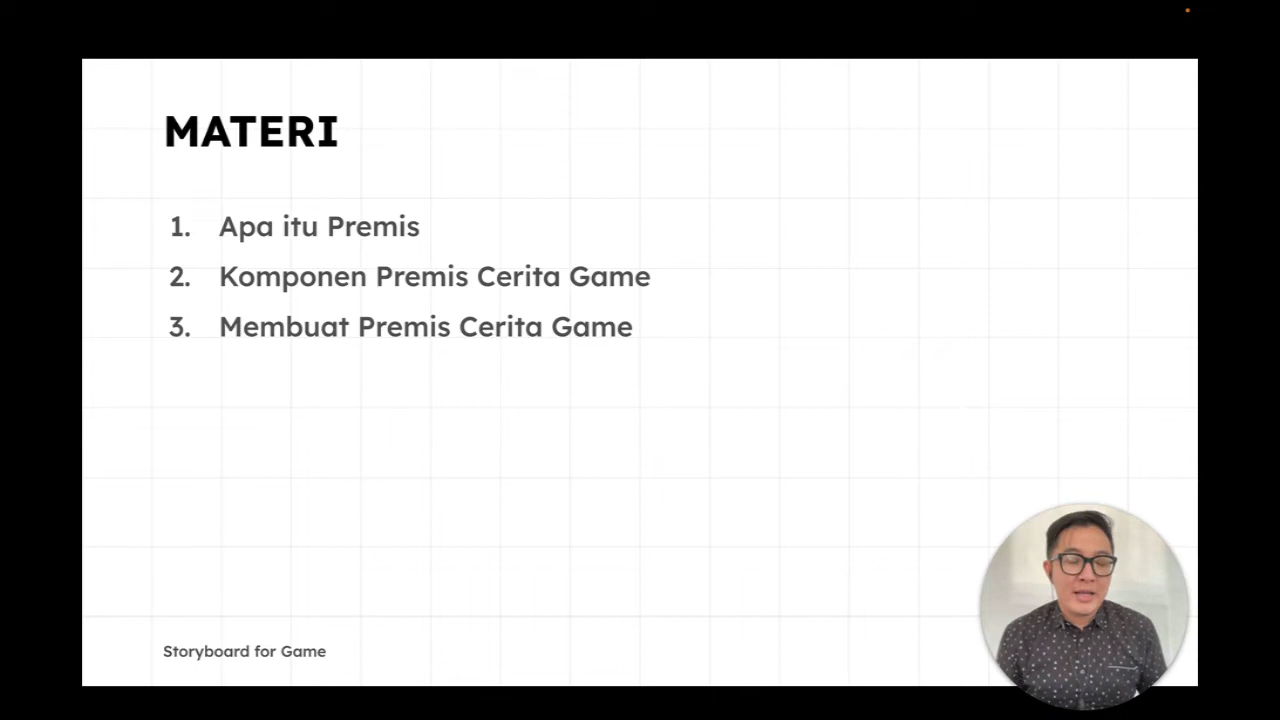 MATERI
1. Apa itu Premis
2. Komponen Premis Cerita Game
3. Membuat Premis Cerita Game
Storyboard for Game